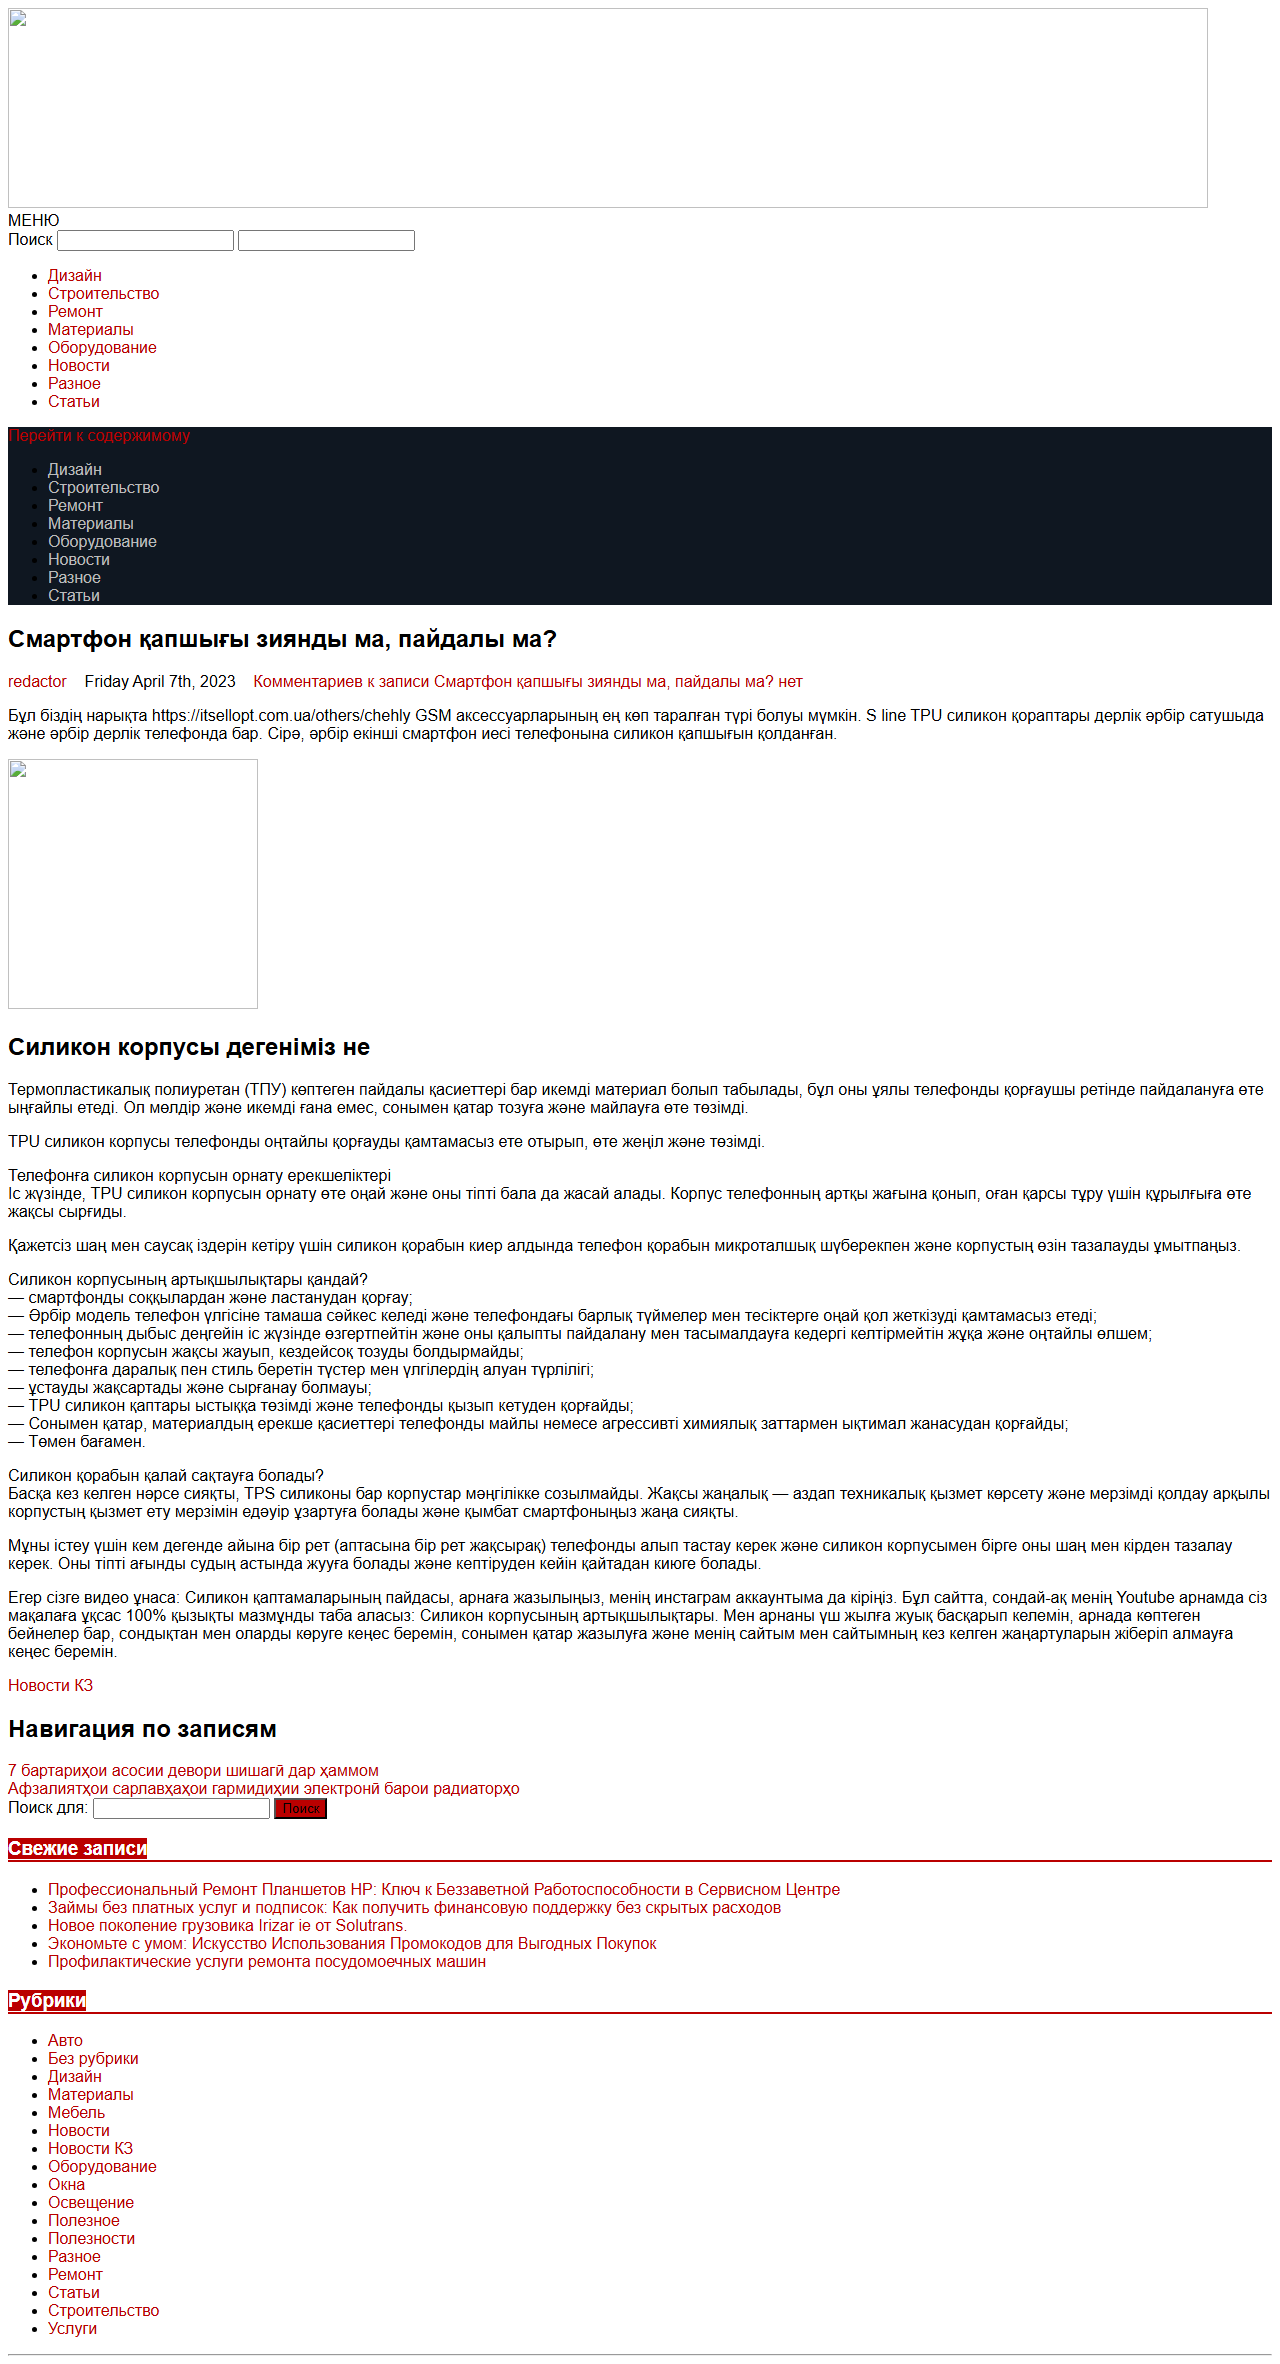 МЕНЮ
Поиск
Дизайн
Строительство
Ремонт
Материалы
Оборудование
Новости
Разное
Статьи
Перейти к содержимому
Дизайн
Строительство
Ремонт
Материалы
Оборудование
Новости
Разное
Статьи
Смартфон қапшығы зиянды ма, пайдалы ма?
redactor Friday April 7th, 2023 Комментариев к записи Смартфон қапшығы зиянды ма, пайдалы ма? нет
Бұл біздің нарықта https://itsellopt.com.ua/others/chehly GSM аксессуарларының ең көп таралған түрі болуы мүмкін. S line TPU силикон қораптары дерлік әрбір сатушыда
және әрбір дерлік телефонда бар. Сірә, әрбір екінші смартфон иесі телефонына силикон қапшығын қолданған.
Силикон корпусы дегеніміз не
Термопластикалық полиуретан (ТПУ) көптеген пайдалы қасиеттері бар икемді материал болып табылады, бұл оны ұялы телефонды қорғаушы ретінде пайдалануға өте
ыңғайлы етеді. Ол мөлдір және икемді ғана емес, сонымен қатар тозуға және майлауға өте төзімді.
TPU силикон корпусы телефонды оңтайлы қорғауды қамтамасыз ете отырып, өте жеңіл және төзімді.
Телефонға силикон корпусын орнату ерекшеліктері
Іс жүзінде, TPU силикон корпусын орнату өте оңай және оны тіпті бала да жасай алады. Корпус телефонның артқы жағына қонып, оған қарсы тұру үшін құрылғыға өте
жақсы сырғиды.
Қажетсіз шаң мен саусақ іздерін кетіру үшін силикон қорабын киер алдында телефон қорабын микроталшық шүберекпен және корпустың өзін тазалауды ұмытпаңыз.
Силикон корпусының артықшылықтары қандай?
— смартфонды соққылардан және ластанудан қорғау;
— Әрбір модель телефон үлгісіне тамаша сәйкес келеді және телефондағы барлық түймелер мен тесіктерге оңай қол жеткізуді қамтамасыз етеді;
— телефонның дыбыс деңгейін іс жүзінде өзгертпейтін және оны қалыпты пайдалану мен тасымалдауға кедергі келтірмейтін жұқа және оңтайлы өлшем;
— телефон корпусын жақсы жауып, кездейсоқ тозуды болдырмайды;
— телефонға даралық пен стиль беретін түстер мен үлгілердің алуан түрлілігі;
— ұстауды жақсартады және сырғанау болмауы;
— TPU силикон қаптары ыстыққа төзімді және телефонды қызып кетуден қорғайды;
— Сонымен қатар, материалдың ерекше қасиеттері телефонды майлы немесе агрессивті химиялық заттармен ықтимал жанасудан қорғайды;
— Төмен бағамен.
Силикон қорабын қалай сақтауға болады?
Басқа кез келген нәрсе сияқты, TPS силиконы бар корпустар мәңгілікке созылмайды. Жақсы жаңалық — аздап техникалық қызмет көрсету және мерзімді қолдау арқылы
корпустың қызмет ету мерзімін едәуір ұзартуға болады және қымбат смартфоныңыз жаңа сияқты.
Мұны істеу үшін кем дегенде айына бір рет (аптасына бір рет жақсырақ) телефонды алып тастау керек және силикон корпусымен бірге оны шаң мен кірден тазалау
керек. Оны тіпті ағынды судың астында жууға болады және кептіруден кейін қайтадан киюге болады.
Егер сізге видео ұнаса: Силикон қаптамаларының пайдасы, арнаға жазылыңыз, менің инстаграм аккаунтыма да кіріңіз. Бұл сайтта, сондай-ақ менің Youtube арнамда сіз
мақалаға ұқсас 100% қызықты мазмұнды таба аласыз: Силикон корпусының артықшылықтары. Мен арнаны үш жылға жуық басқарып келемін, арнада көптеген
бейнелер бар, сондықтан мен оларды көруге кеңес беремін, сонымен қатар жазылуға және менің сайтым мен сайтымның кез келген жаңартуларын жіберіп алмауға
кеңес беремін.
Новости КЗ
Навигация по записям
7 бартариҳои асосии девори шишагӣ дар ҳаммом
Афзалиятҳои сарлавҳаҳои гармидиҳии электронӣ барои радиаторҳо
Поиск для: Поиск
Свежие записи
Профессиональный Ремонт Планшетов HP: Ключ к Беззаветной Работоспособности в Сервисном Центре
Займы без платных услуг и подписок: Как получить финансовую поддержку без скрытых расходов
Новое поколение грузовика Irizar ie от Solutrans.
Экономьте с умом: Искусство Использования Промокодов для Выгодных Покупок
Профилактические услуги ремонта посудомоечных машин
Рубрики
Авто
Без рубрики
Дизайн
Материалы
Мебель
Новости
Новости КЗ
Оборудование
Окна
Освещение
Полезное
Полезности
Разное
Ремонт
Статьи
Строительство
Услуги